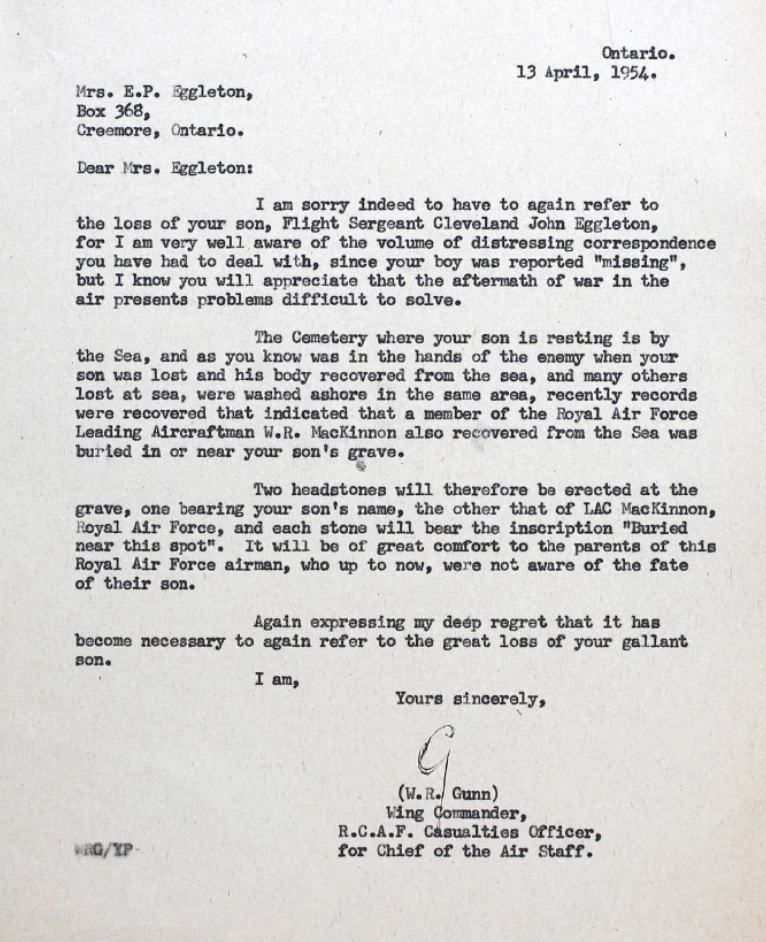 Ontario.
13 April, 1954.
Mrs. E.P. Eggleton,
Box 368,
Creemore, Ontario.
Dear Mrs. Eggleton:
I am sorry indeed to have to again refer to
the loss of your son, Flight Sergeant Cleveland John Eggleton,
for I am very well aware of the volume of distressing correspondence
you have had to deal with, since your boy was reported "missing",
but I know you will appreciate that the aftermath of war in the
air presents problems difficult to solve.
The Cemetery where your son is resting is by
the Sea, and as you know was in the hands of the enemy when your
son was lost and his body recovered from the sea, and many others
lost at sea, were washed ashore in the same area, recently records
were recovered that indicated that a member of the Royal Air Force
Leading Aircraftman W.R. MacKinnon also recovered from the Sea was
buried in or near your son's grave.
Two headstones will therefore be erected at the
grave, one bearing your son's name, the other that of LAC MacKinnon,
Royal Air Force, and each stone will bear the inscription "Buried
near this spot". It will be of great comfort to the parents of this
Royal Air Force airman, who up to now, were not aware of the fate
of their son.
Again expressing my deep regret that it has
become necessary to again refer to the great loss of your gallant
son.
I am,
Yours sincerely,
G
(W.R. Gunn)
Wing Commander,
R.C.A.F. Casualties Officer,
for Chief of the Air Staff.
WRG/YP